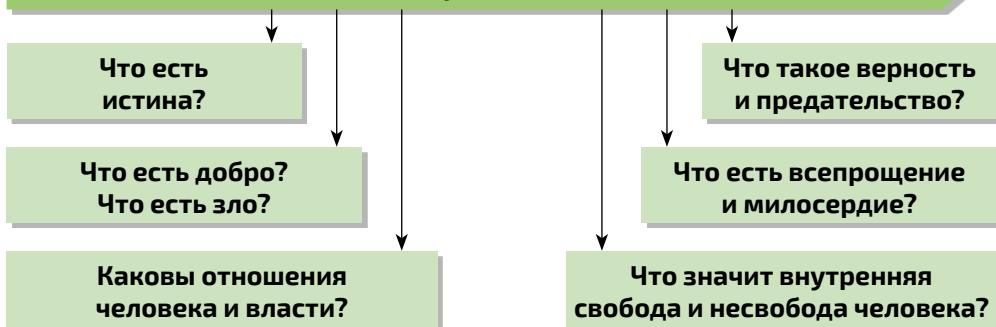 Что есть
истина?
Что такое верность
и предательство?
Что есть добро?
Что есть зло?
Что есть всепрощение
и милосердие?
Каковы отношения
человека и власти?
Что значит внутренняя
свобода и несвобода человека?